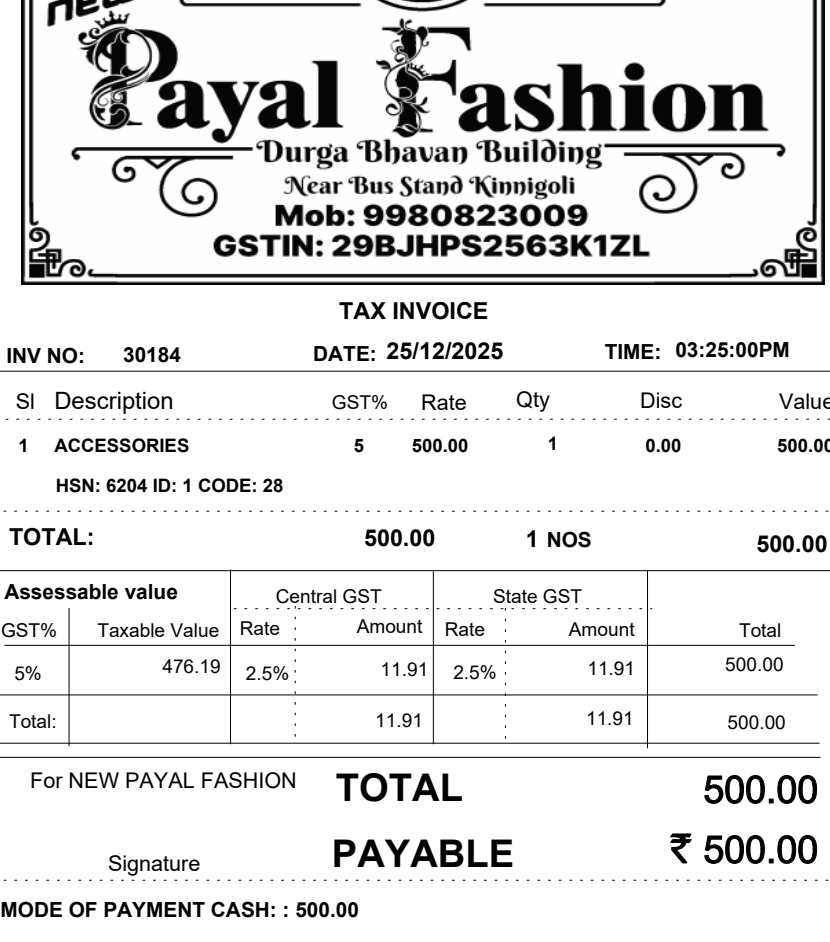 new
Payal Fashion
Durga Bhavan Building
Near Bus Stand Kinnigoli
Mob: 9980823009
GSTIN: 29BJHPS2563K1ZL
TAX INVOICE
INV NO: 30184 DATE: 25/12/2025 TIME: 03:25:00PM
Sl Description GST% Rate Qty Disc Value
1 ACCESSORIES 5 500.00 1 0.00 500.00
HSN: 6204 ID: 1 CODE: 28
TOTAL: 500.00 1 NOS 500.00
Assessable value Central GST State GST
GST% Taxable Value Rate Amount Rate Amount Total
5% 476.19 2.5% 11.91 2.5% 11.91 500.00
Total: 11.91 11.91 500.00
For NEW PAYAL FASHION TOTAL 500.00
Signature PAYABLE ₹ 500.00
MODE OF PAYMENT CASH: : 500.00